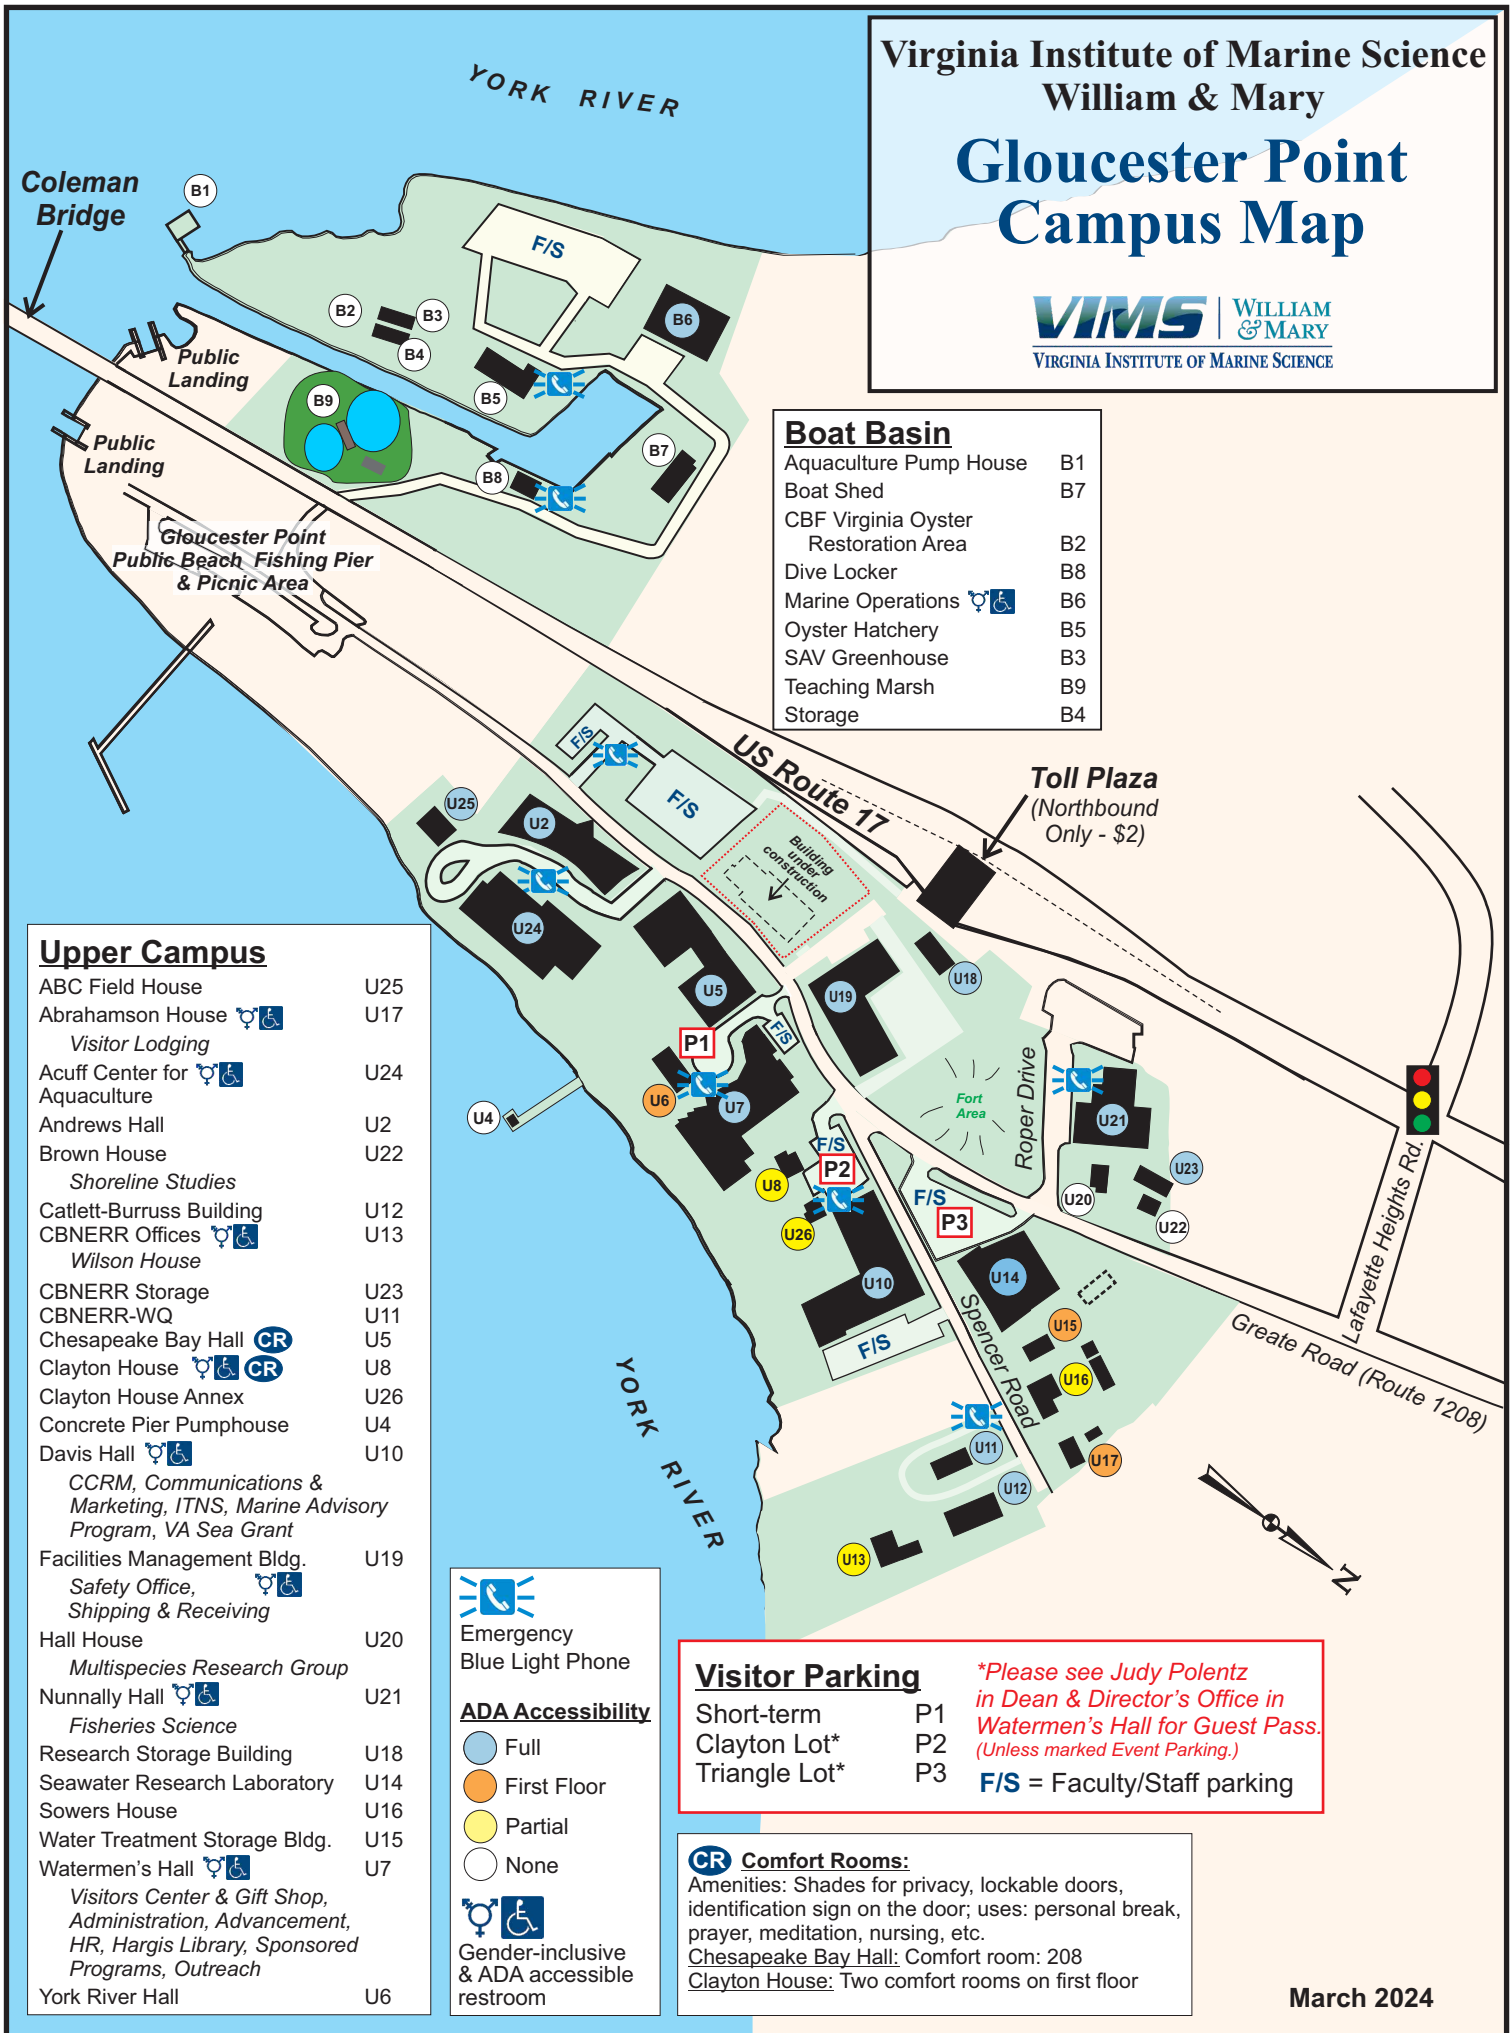 Virginia Institute of Marine Science
William & Mary
Gloucester Point
Campus Map
VIMS
WILLIAM
& MARY
VIRGINIA INSTITUTE OF MARINE SCIENCE
YORK RIVER
Coleman
Bridge
B1
F/S
B2
B3
B4
B6
B5
Public
Landing
B9
Public
Landing
B7
B8
Gloucester Point
Public Beach Fishing Pier
& Picnic Area
Boat Basin
Aquaculture Pump House B1
Boat Shed B7
CBF Virginia Oyster
Restoration Area B2
Dive Locker B8
Marine Operations B6
Oyster Hatchery B5
SAV Greenhouse B3
Teaching Marsh B9
Storage B4
US Route 17
Toll Plaza
(Northbound
Only - $2)
F/S
F/S
Building
under
construction
U25
U2
U24
U5
U19
U18
P1
F/S
U6
U7
U4
Fort
Area
Roper Drive
U21
F/S
P2
U8
U26
F/S
P3
U20
U23
U22
U10
U14
F/S
Spencer Road
U15
U16
U17
U11
U12
U13
Lafayette Heights Rd.
Greate Road (Route 1208)
YORK RIVER
N
Upper Campus
ABC Field House U25
Abrahamson House U17
Visitor Lodging
Acuff Center for U24
Aquaculture
Andrews Hall U2
Brown House U22
Shoreline Studies
Catlett-Burruss Building U12
CBNERR Offices U13
Wilson House
CBNERR Storage U23
CBNERR-WQ U11
Chesapeake Bay Hall CR U5
Clayton House CR U8
Clayton House Annex U26
Concrete Pier Pumphouse U4
Davis Hall U10
CCRM, Communications &
Marketing, ITNS, Marine Advisory
Program, VA Sea Grant
Facilities Management Bldg. U19
Safety Office,
Shipping & Receiving
Hall House U20
Multispecies Research Group
Nunnally Hall U21
Fisheries Science
Research Storage Building U18
Seawater Research Laboratory U14
Sowers House U16
Water Treatment Storage Bldg. U15
Watermen's Hall U7
Visitors Center & Gift Shop,
Administration, Advancement,
HR, Hargis Library, Sponsored
Programs, Outreach
York River Hall U6
Emergency
Blue Light Phone
ADA Accessibility
Full
First Floor
Partial
None
Gender-inclusive
& ADA accessible
restroom
Visitor Parking
Short-term P1
Clayton Lot* P2
Triangle Lot* P3
*Please see Judy Polentz
in Dean & Director's Office in
Watermen's Hall for Guest Pass.
(Unless marked Event Parking.)
F/S = Faculty/Staff parking
CR Comfort Rooms:
Amenities: Shades for privacy, lockable doors,
identification sign on the door; uses: personal break,
prayer, meditation, nursing, etc.
Chesapeake Bay Hall: Comfort room: 208
Clayton House: Two comfort rooms on first floor
March 2024